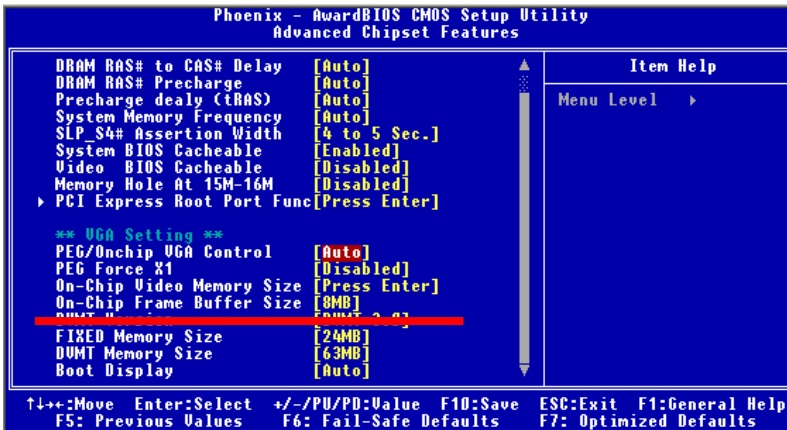 Phoenix - AwardBIOS CMOS Setup Utility
Advanced Chipset Features
DRAM RAS# to CAS# Delay [Auto]
DRAM RAS# Precharge [Auto]
Precharge dealy (tRAS) [Auto]
System Memory Frequency [Auto]
SLP_S4# Assertion Width [4 to 5 Sec.]
System BIOS Cacheable [Enabled]
Video BIOS Cacheable [Disabled]
Memory Hole At 15M-16M [Disabled]
PCI Express Root Port Func[Press Enter]
** VGA Setting **
PEG/Onchip VGA Control [Auto]
PEG Force X1 [Disabled]
On-Chip Video Memory Size [Press Enter]
On-Chip Frame Buffer Size [8MB]
DVMT Version [DVMT 3.0]
FIXED Memory Size [24MB]
DVMT Memory Size [63MB]
Boot Display [Auto]
Item Help
Menu Level
↑↓→←:Move Enter:Select +/-/PU/PD:Value F10:Save ESC:Exit F1:General Help
F5: Previous Values F6: Fail-Safe Defaults F7: Optimized Defaults